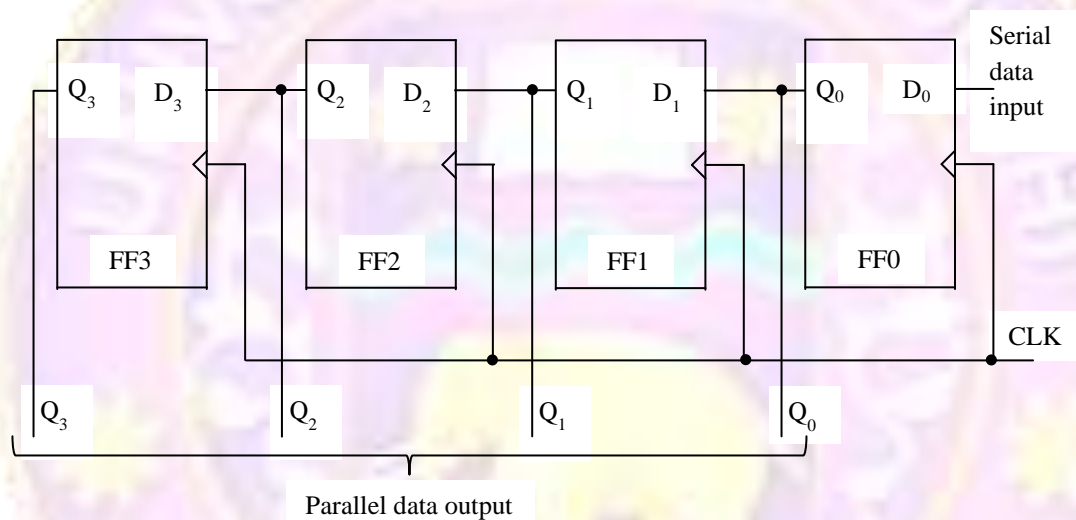 Serial
data
input
Q₃ D₃ Q₂ D₂ Q₁ D₁ Q₀ D₀
FF3 FF2 FF1 FF0
CLK
Q₃ Q₂ Q₁ Q₀
Parallel data output